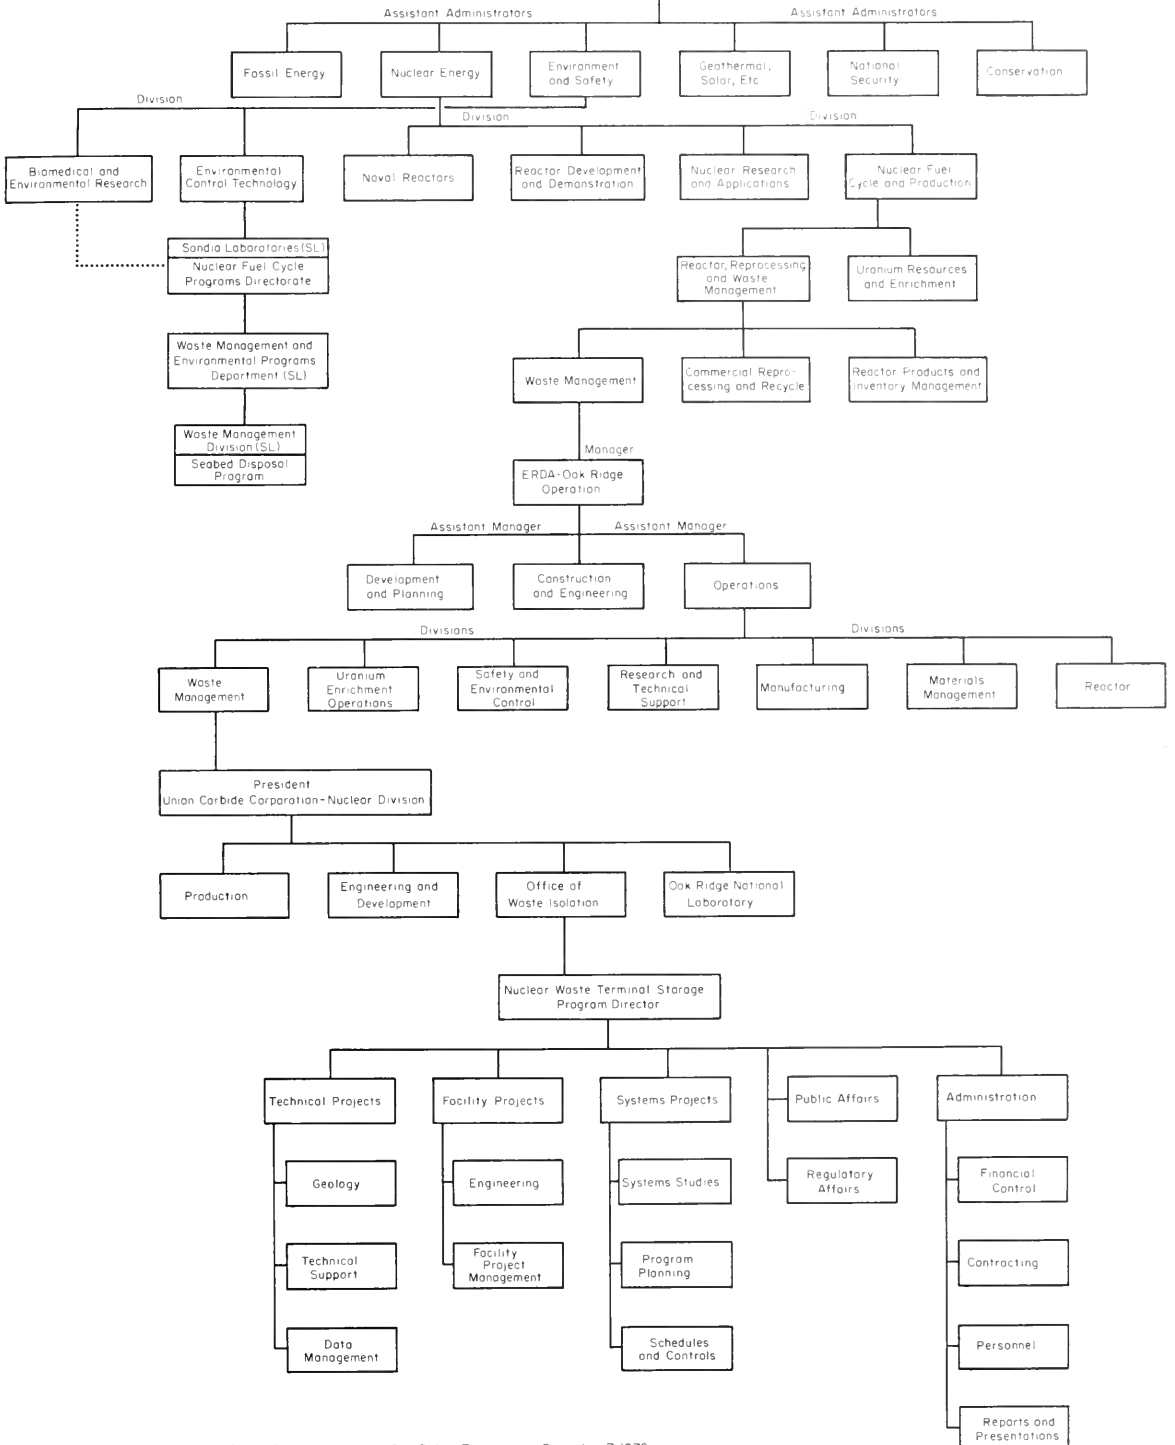 Assistant Administrators
Assistant Administrators
Fossil Energy
Nuclear Energy
Environment
and Safety
Geothermal,
Solar, Etc
National
Security
Conservation
Division
Division
Division
Biomedical and
Environmental Research
Environmental
Control Technology
Naval Reactors
Reactor Development
and Demonstration
Nuclear Research
and Applications
Nuclear Fuel
Cycle and Production
Sandia Laboratories (SL)
Nuclear Fuel Cycle
Programs Directorate
Reactor, Reprocessing
and Waste
Management
Uranium Resources
and Enrichment
Waste Management and
Environmental Programs
Department (SL)
Waste Management
Commercial Repro-
cessing and Recycle
Reactor Products and
Inventory Management
Waste Management
Division (SL)
Seabed Disposal
Program
Manager
ERDA-Oak Ridge
Operation
Assistant Manager
Assistant Manager
Development
and Planning
Construction
and Engineering
Operations
Divisions
Divisions
Waste
Management
Uranium
Enrichment
Operations
Safety and
Environmental
Control
Research and
Technical
Support
Manufacturing
Materials
Management
Reactor
President
Union Carbide Corporation-Nuclear Division
Production
Engineering and
Development
Office of
Waste Isolation
Oak Ridge National
Laboratory
Nuclear Waste Terminal Storage
Program Director
Technical Projects
Facility Projects
Systems Projects
Public Affairs
Administration
Geology
Engineering
Systems Studies
Regulatory
Affairs
Financial
Control
Technical
Support
Facility
Project
Management
Program
Planning
Contracting
Data
Management
Schedules
and Controls
Personnel
Reports and
Presentations